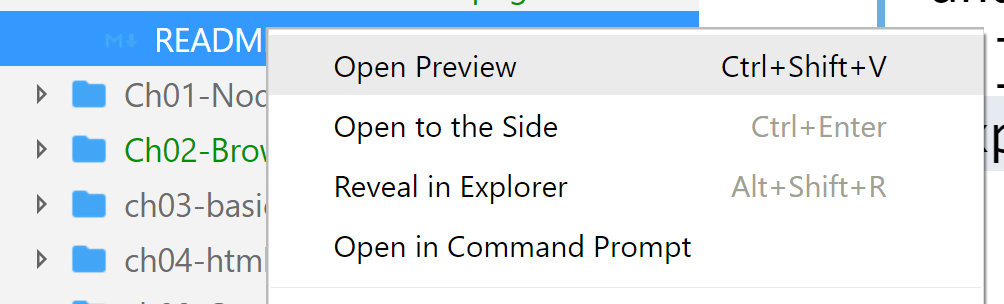 README
Open Preview Ctrl+Shift+V
Ch01-Noc
Open to the Side Ctrl+Enter
Ch02-Brow
Reveal in Explorer Alt+Shift+R
ch03-basi
Open in Command Prompt
ch04-html